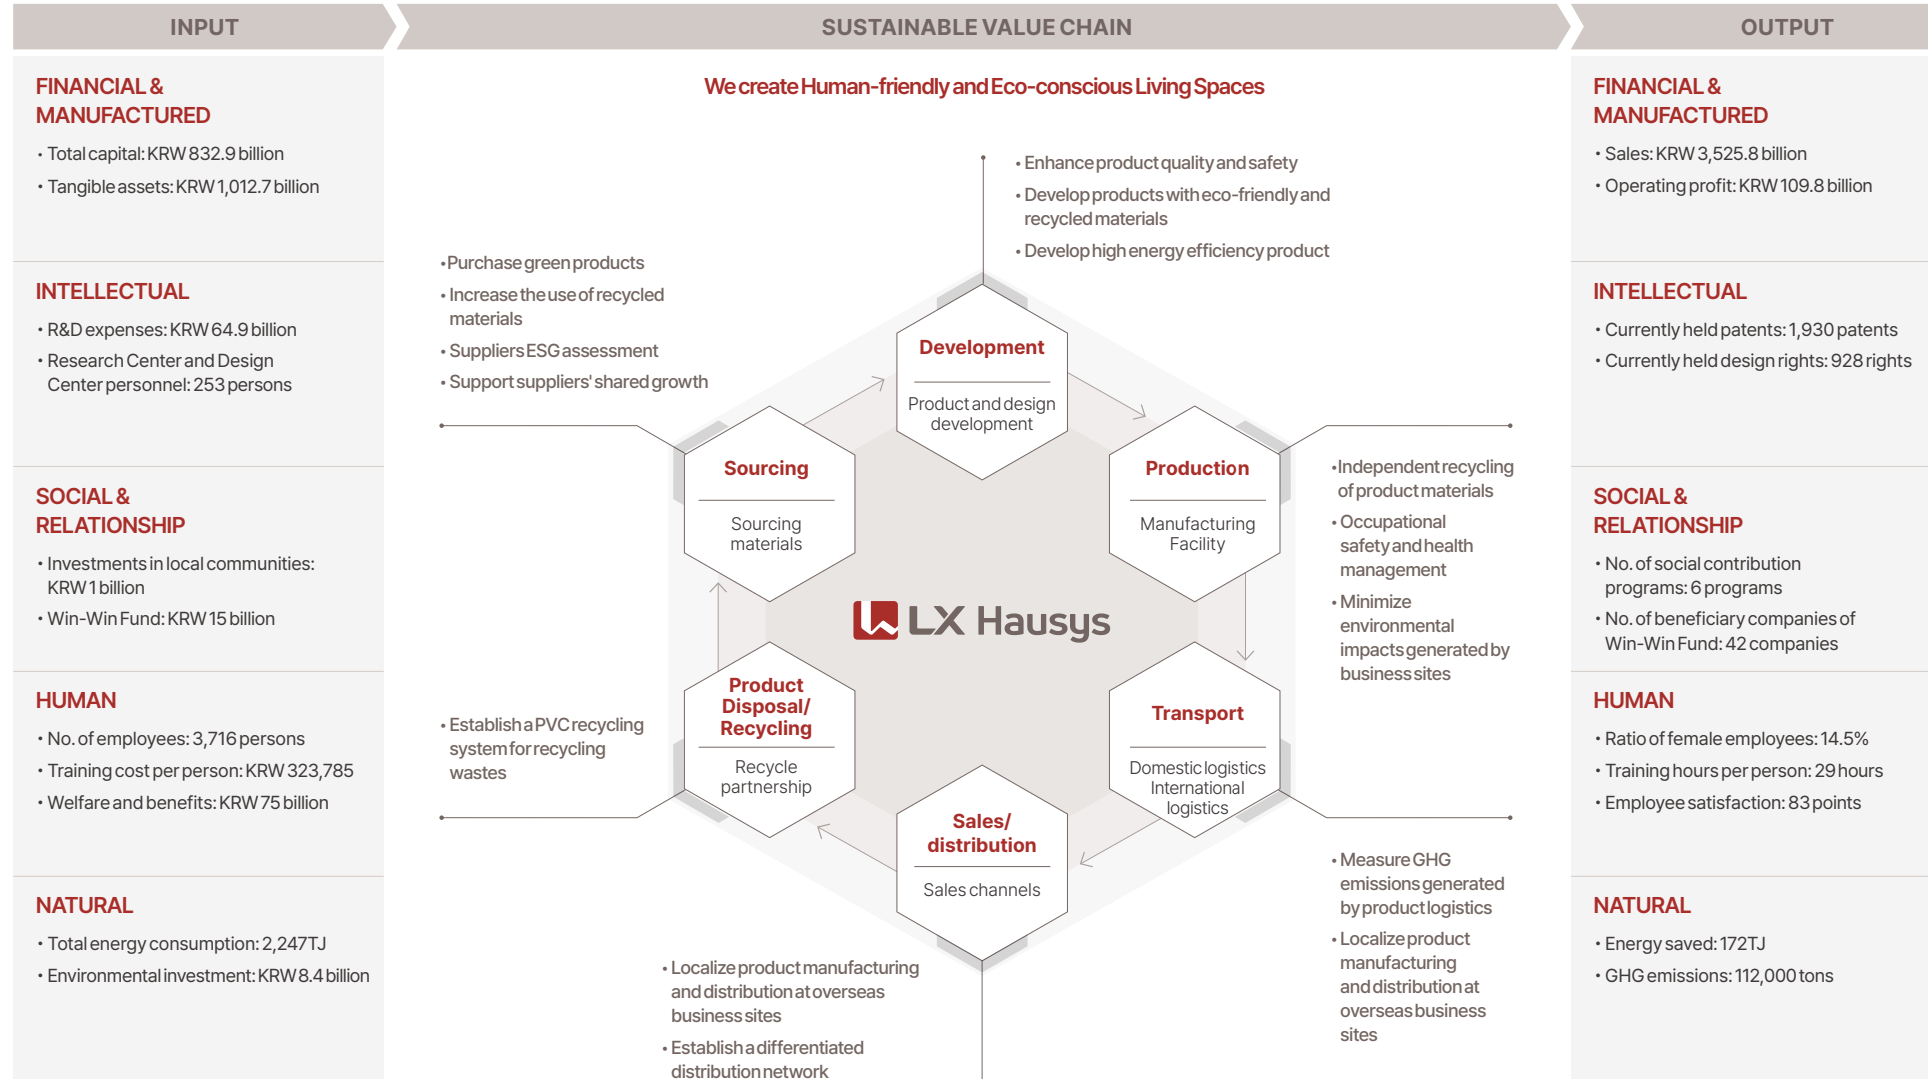 INPUT
SUSTAINABLE VALUE CHAIN
OUTPUT
FINANCIAL &
MANUFACTURED
• Total capital: KRW 832.9 billion
• Tangible assets: KRW 1,012.7 billion
INTELLECTUAL
• R&D expenses: KRW 64.9 billion
• Research Center and Design
Center personnel: 253 persons
SOCIAL &
RELATIONSHIP
• Investments in local communities:
KRW 1 billion
• Win-Win Fund: KRW 15 billion
HUMAN
• No. of employees: 3,716 persons
• Training cost per person: KRW 323,785
• Welfare and benefits: KRW 75 billion
NATURAL
• Total energy consumption: 2,247TJ
• Environmental investment: KRW 8.4 billion
We create Human-friendly and Eco-conscious Living Spaces
• Enhance product quality and safety
• Develop products with eco-friendly and
recycled materials
• Develop high energy efficiency product
• Purchase green products
• Increase the use of recycled
materials
• Suppliers ESG assessment
• Support suppliers' shared growth
Development
Product and design
development
Sourcing
Sourcing
materials
Production
Manufacturing
Facility
• Independent recycling
of product materials
• Occupational
safety and health
management
• Minimize
environmental
impacts generated by
business sites
LX Hausys
Product
Disposal/
Recycling
Recycle
partnership
• Establish a PVC recycling
system for recycling
wastes
Transport
Domestic logistics
International
logistics
Sales/
distribution
Sales channels
• Measure GHG
emissions generated
by product logistics
• Localize product
manufacturing
and distribution at
overseas business
sites
• Localize product manufacturing
and distribution at overseas
business sites
• Establish a differentiated
distribution network
FINANCIAL &
MANUFACTURED
• Sales: KRW 3,525.8 billion
• Operating profit: KRW 109.8 billion
INTELLECTUAL
• Currently held patents: 1,930 patents
• Currently held design rights: 928 rights
SOCIAL &
RELATIONSHIP
• No. of social contribution
programs: 6 programs
• No. of beneficiary companies of
Win-Win Fund: 42 companies
HUMAN
• Ratio of female employees: 14.5%
• Training hours per person: 29 hours
• Employee satisfaction: 83 points
NATURAL
• Energy saved: 172TJ
• GHG emissions: 112,000 tons